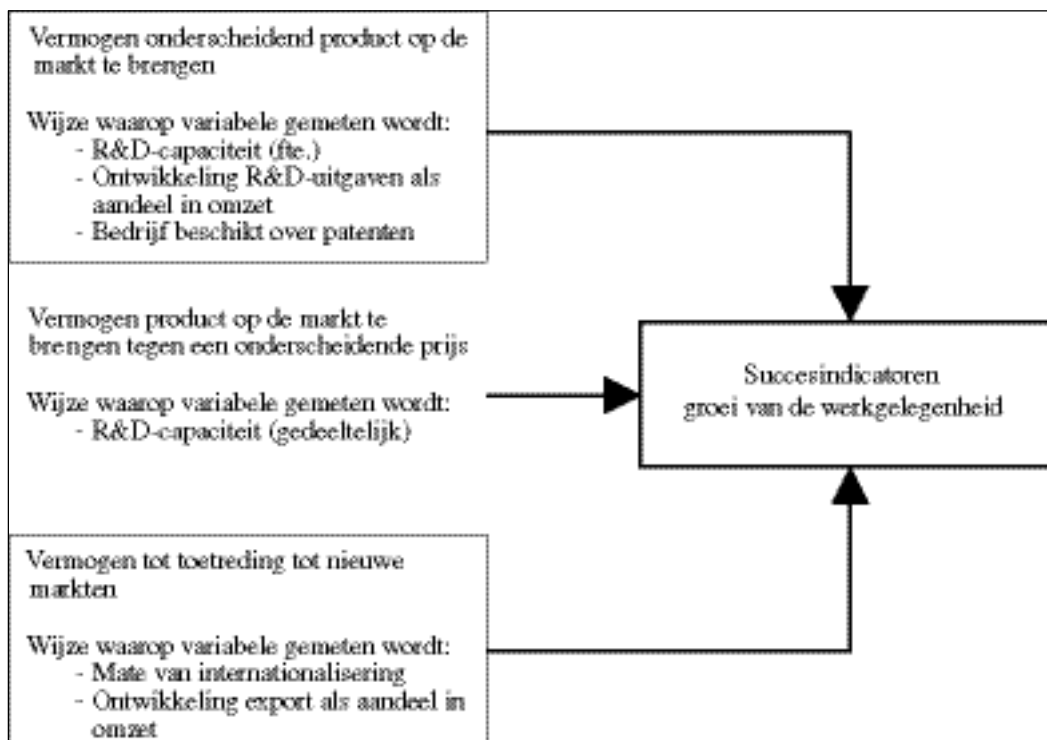 Vermogen onderscheidend product op de
markt te brengen
Wijze waarop variabele gemeten wordt:
- R&D-capaciteit (fte.)
- Ontwikkeling R&D-uitgaven als
aandeel in omzet
- Bedrijf beschikt over patenten
Vermogen product op de markt te
brengen tegen een onderscheidende prijs
Wijze waarop variabele gemeten wordt:
- R&D-capaciteit (gedeeltelijk)
Succesindicatoren
groei van de werkgelegenheid
Vermogen tot toetreding tot nieuwe
markten
Wijze waarop variabele gemeten wordt:
- Mate van internationalisering
- Ontwikkeling export als aandeel in
omzet